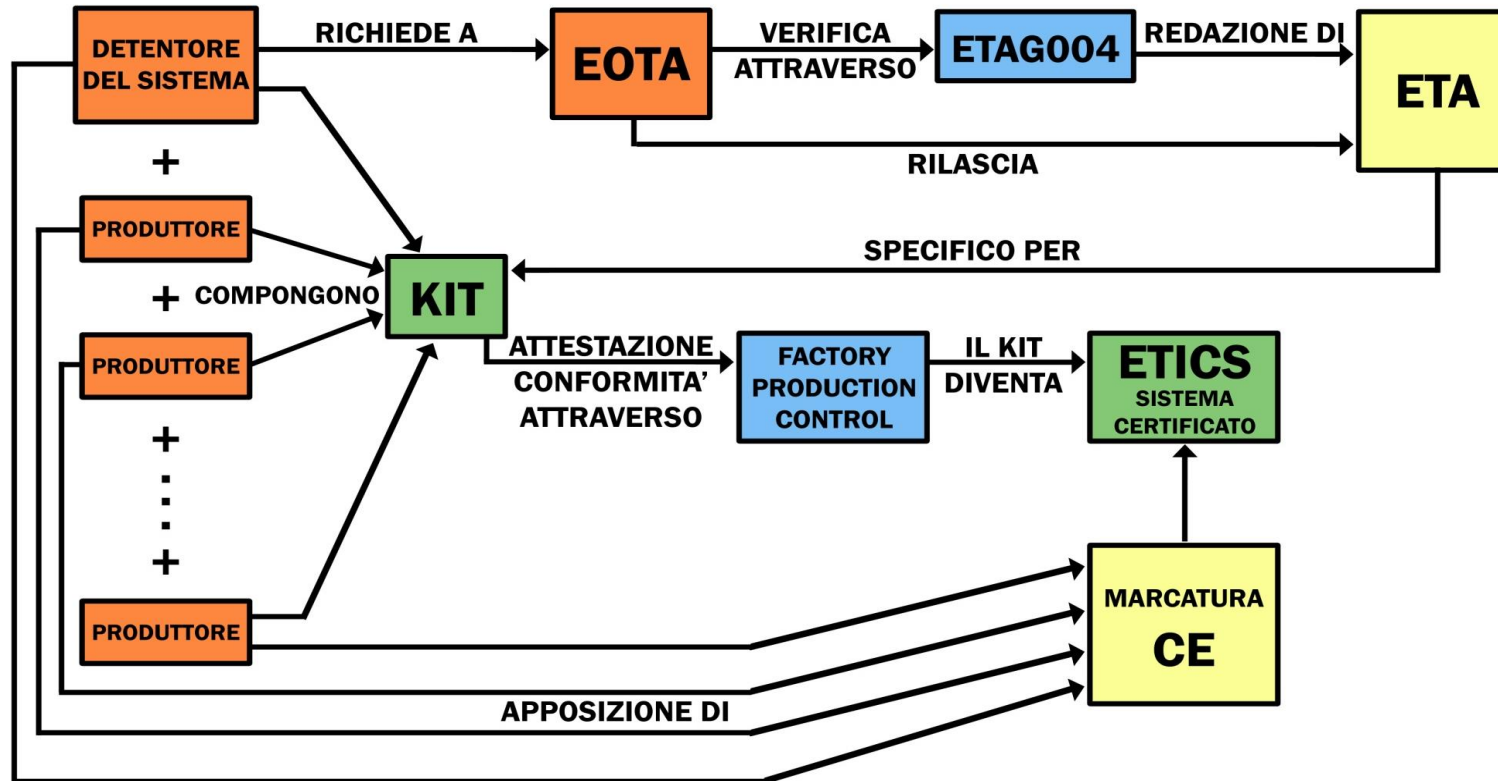 DETENTORE
DEL SISTEMA
RICHIEDE A
EOTA
VERIFICA
ATTRAVERSO
ETAG004
REDAZIONE DI
ETA
RILASCIA
+
PRODUTTORE
SPECIFICO PER
+ COMPONGONO
KIT
PRODUTTORE
ATTESTAZIONE
CONFORMITA'
ATTRAVERSO
FACTORY
PRODUCTION
CONTROL
IL KIT
DIVENTA
ETICS
SISTEMA
CERTIFICATO
+
+
PRODUTTORE
MARCATURA
CE
APPOSIZIONE DI